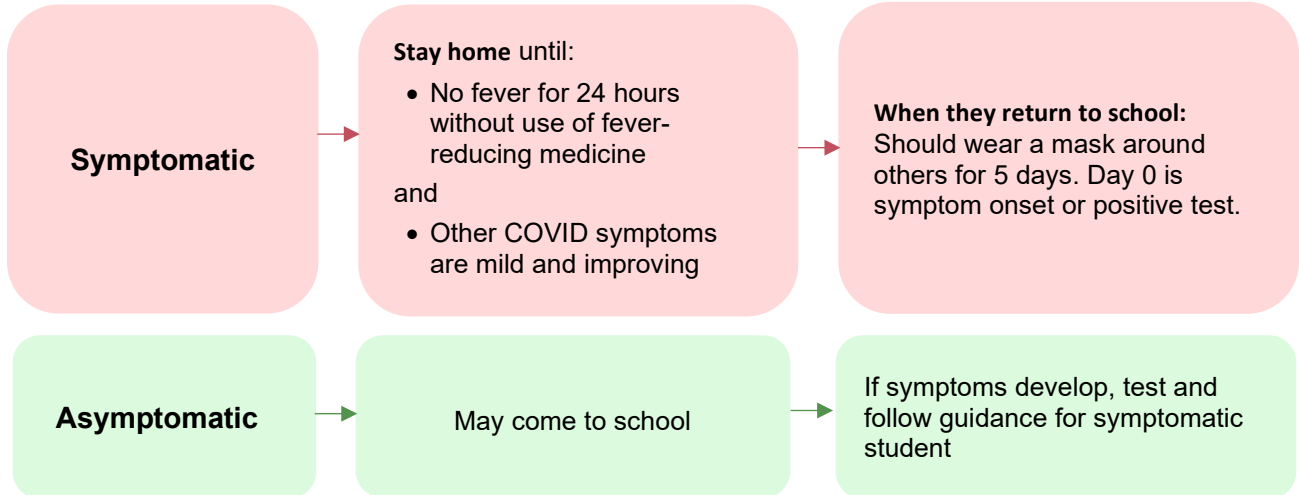 Symptomatic
Stay home until:
• No fever for 24 hours
without use of fever-
reducing medicine
and
• Other COVID symptoms
are mild and improving
When they return to school:
Should wear a mask around
others for 5 days. Day 0 is
symptom onset or positive test.
Asymptomatic
May come to school
If symptoms develop, test and
follow guidance for symptomatic
student